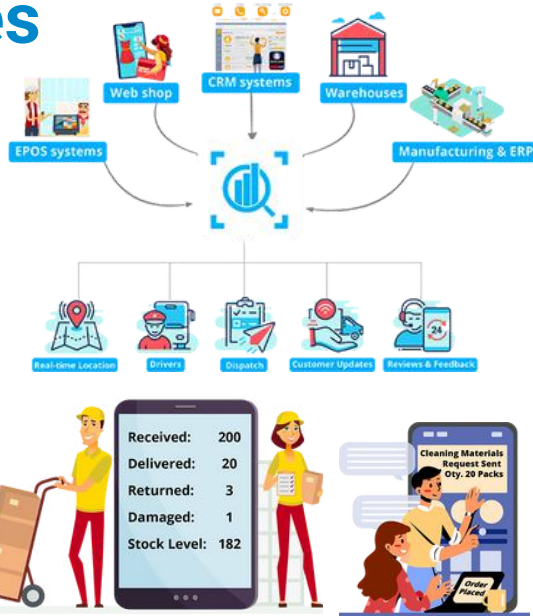 es
Web shop
CRM systems
Warehouses
EPOS systems
Manufacturing & ERP
Real-time Location
Drivers
Dispatch
Customer Updates
24
Reviews & Feedback
Received: 200
Delivered: 20
Returned: 3
Damaged: 1
Stock Level: 182
Cleaning Materials
Request Sent
Qty. 20 Packs
Order
Placed